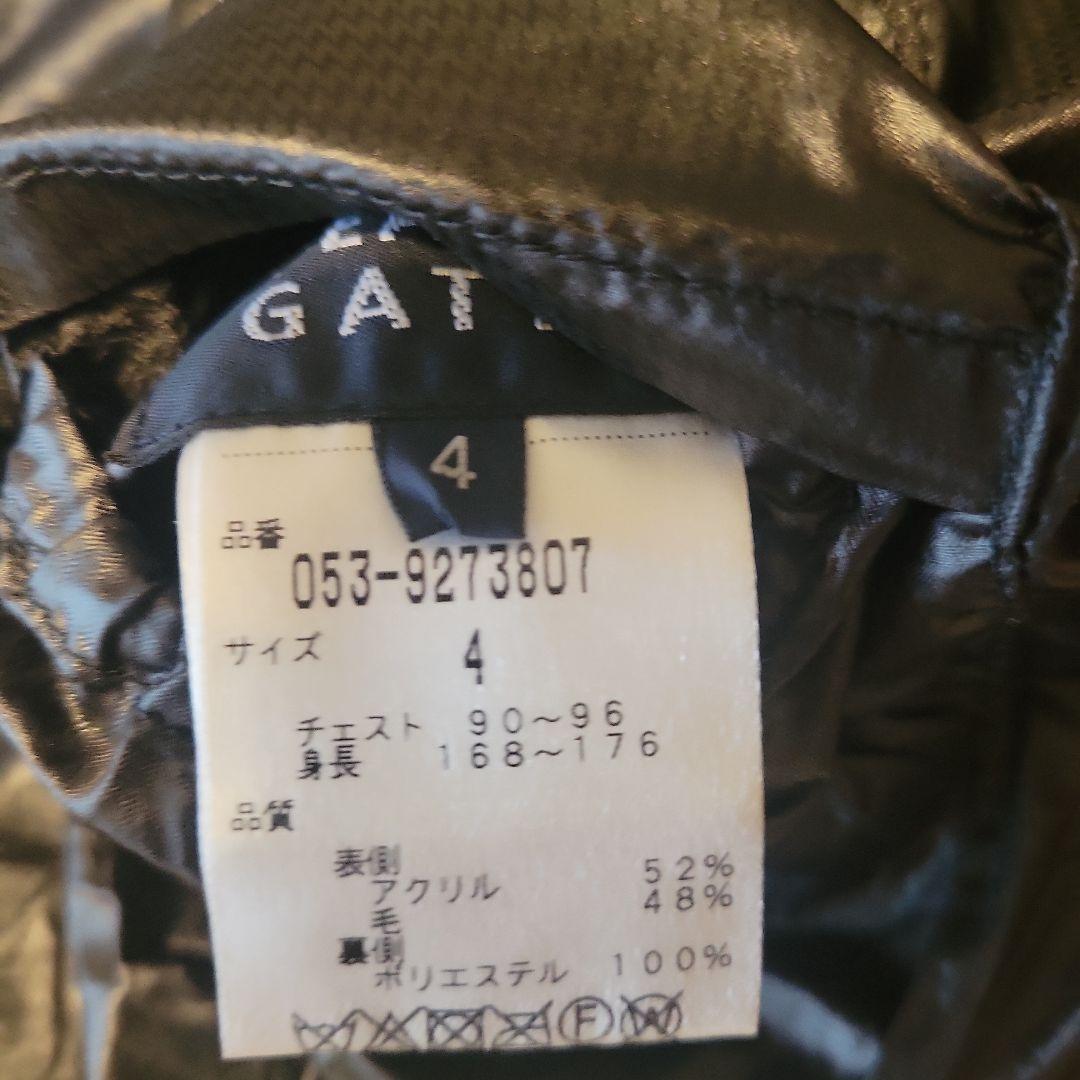 GAT
4
品番
053-9273807
サイズ 4
チェスト 90~96
身長 168~176
品質
表側
アクリル 52%
毛 48%
裏側
ポリエステル 100%
F W